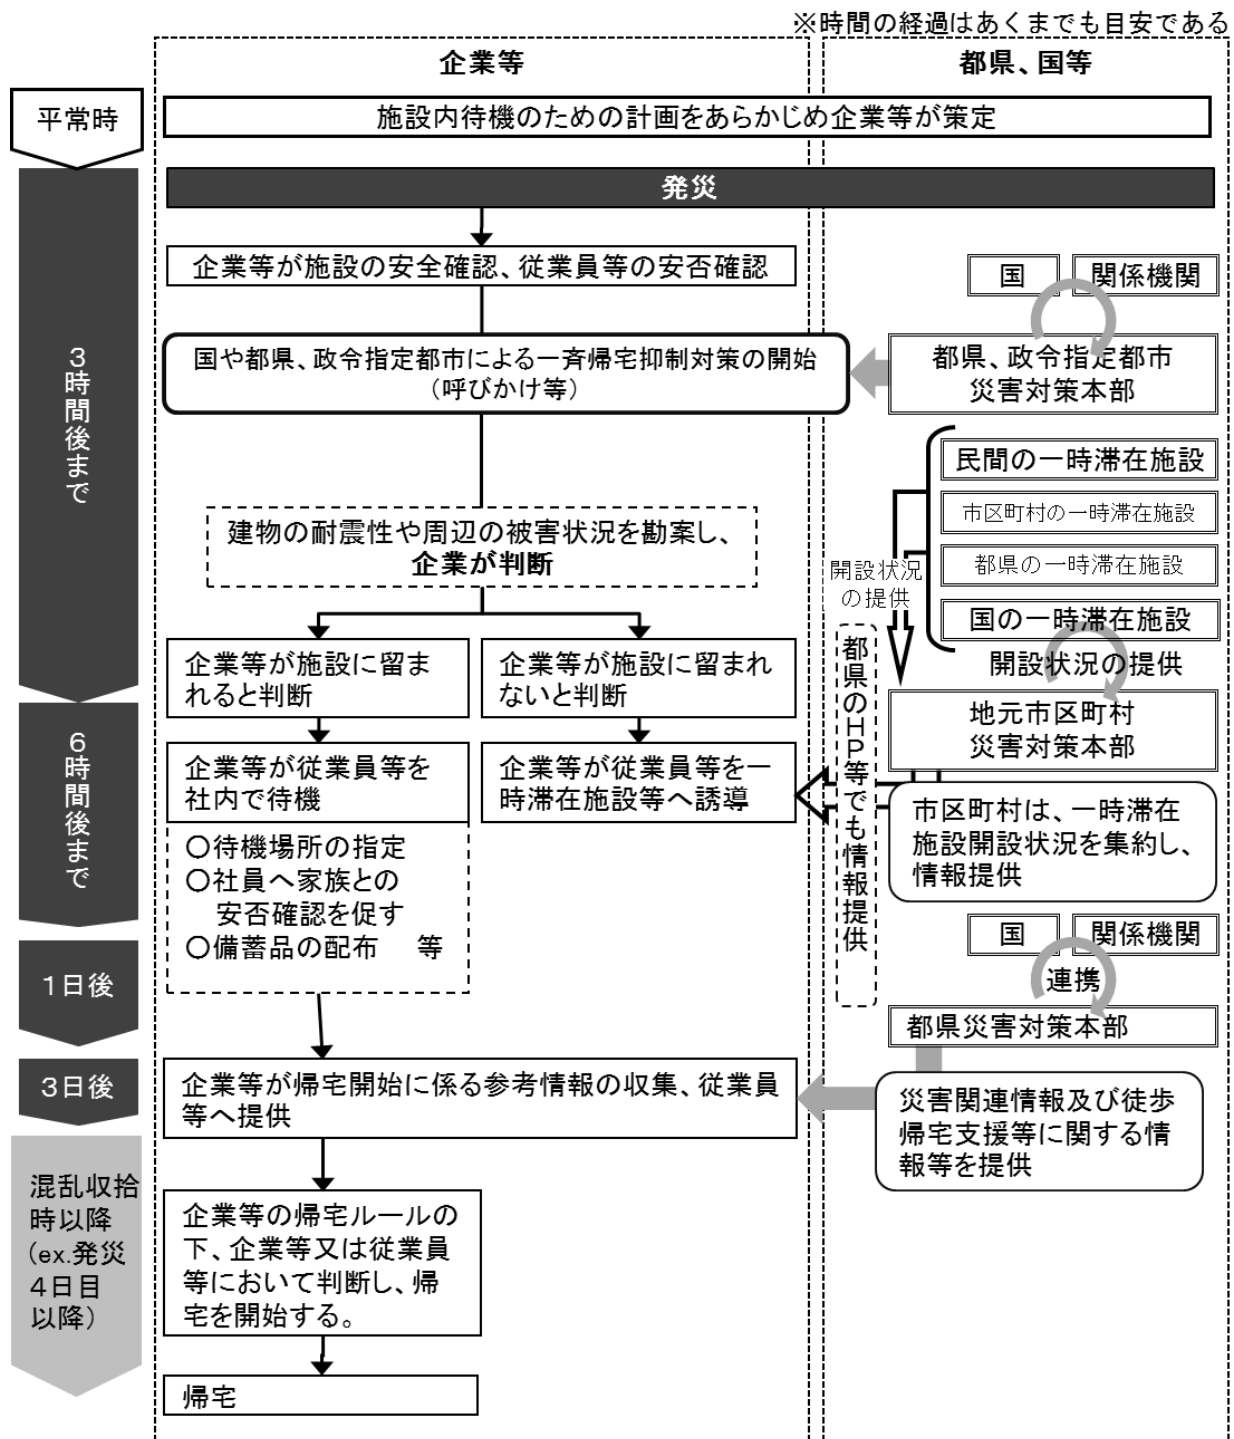 ※時間の経過はあくまでも目安である
企業等
都県、国等
平常時
施設内待機のための計画をあらかじめ企業等が策定
発災
3時間後まで
企業等が施設の安全確認、従業員等の安否確認
国
関係機関
国や都県、政令指定都市による一斉帰宅抑制対策の開始
（呼びかけ等）
都県、政令指定都市
災害対策本部
民間の一時滞在施設
市区町村の一時滞在施設
都県の一時滞在施設
国の一時滞在施設
建物の耐震性や周辺の被害状況を勘案し、
企業が判断
開設状況
の提供
開設状況の提供
企業等が施設に留ま
れると判断
企業等が施設に留まれ
ないと判断
都県のHP等でも情報提供
地元市区町村
災害対策本部
6時間後まで
企業等が従業員等を
社内で待機
企業等が従業員等を一
時滞在施設等へ誘導
市区町村は、一時滞在
施設開設状況を集約し、
情報提供
○待機場所の指定
○社員へ家族との
安否確認を促す
○備蓄品の配布　等
国
関係機関
連携
1日後
都県災害対策本部
3日後
企業等が帰宅開始に係る参考情報の収集、従業員
等へ提供
災害関連情報及び徒歩
帰宅支援等に関する情
報等を提供
混乱収拾
時以降
（ex.発災
4日目
以降）
企業等の帰宅ルールの
下、企業等又は従業員
等において判断し、帰
宅を開始する。
帰宅